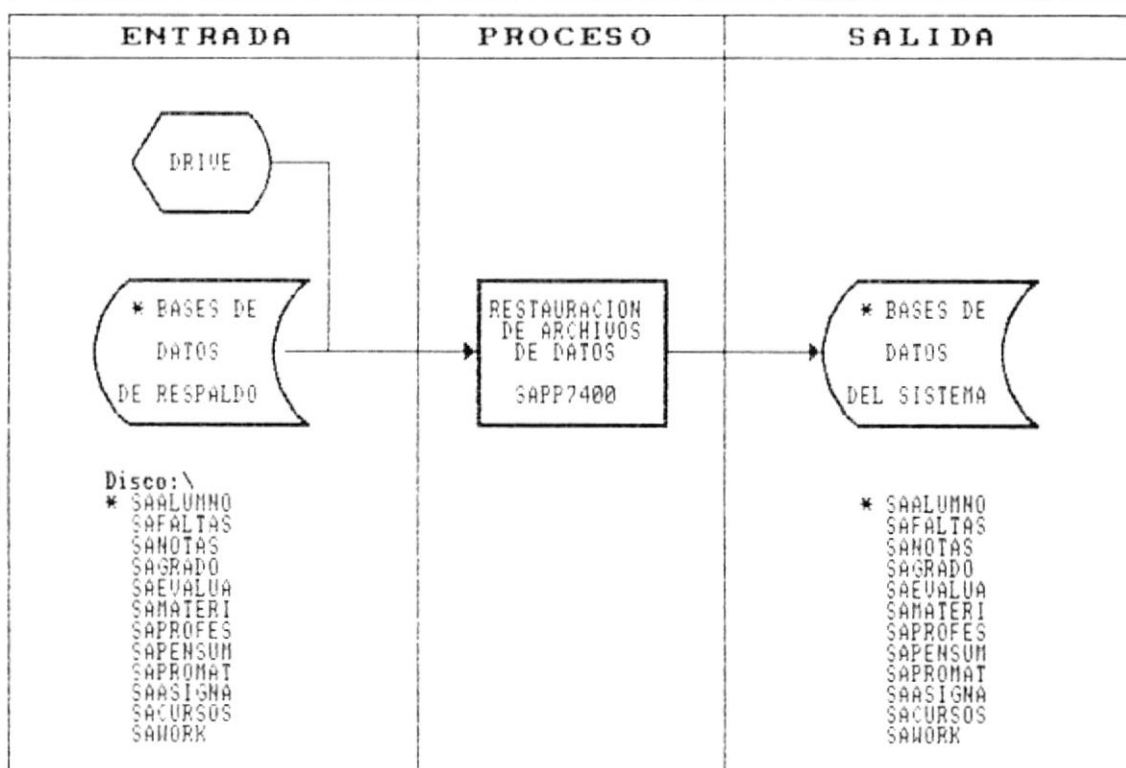 ENTRADA
PROCESO
SALIDA
DRIVE
* BASES DE
DATOS
DE RESPALDO
RESTAURACION
DE ARCHIVOS
DE DATOS
SAPP7400
* BASES DE
DATOS
DEL SISTEMA
Disco:\
* SAALUMNO
SAFALTAS
SANOTAS
SAGRADO
SAEVALUA
SAMATERI
SAPROFES
SAPENSUM
SAPROMAT
SAASIGNA
SACURSOS
SAWORK
* SAALUMNO
SAFALTAS
SANOTAS
SAGRADO
SAEVALUA
SAMATERI
SAPROFES
SAPENSUM
SAPROMAT
SAASIGNA
SACURSOS
SAWORK